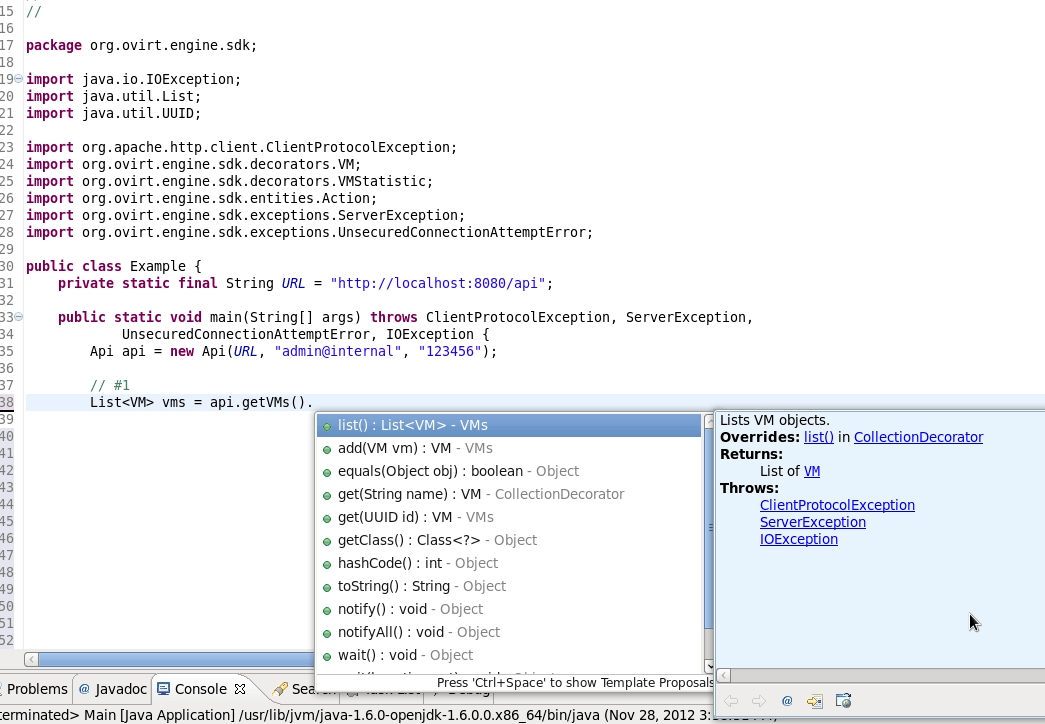 15 //
16
17 package org.ovirt.engine.sdk;
18
19 import java.io.IOException;
20 import java.util.List;
21 import java.util.UUID;
22
23 import org.apache.http.client.ClientProtocolException;
24 import org.ovirt.engine.sdk.decorators.VM;
25 import org.ovirt.engine.sdk.decorators.VMStatistic;
26 import org.ovirt.engine.sdk.entities.Action;
27 import org.ovirt.engine.sdk.exceptions.ServerException;
28 import org.ovirt.engine.sdk.exceptions.UnsecuredConnectionAttemptError;
29
30 public class Example {
31 private static final String URL = "http://localhost:8080/api";
32
33 public static void main(String[] args) throws ClientProtocolException, ServerException,
34 UnsecuredConnectionAttemptError, IOException {
35 Api api = new Api(URL, "admin@internal", "123456");
36
37 // #1
38 List<VM> vms = api.getVMs().
39
40
41
42
43
44
45
46
47
48
49
50
51
52
list() : List<VM> - VMs
add(VM vm) : VM - VMs
equals(Object obj) : boolean - Object
get(String name) : VM - CollectionDecorator
get(UUID id) : VM - VMs
getClass() : Class<?> - Object
hashCode() : int - Object
toString() : String - Object
notify() : void - Object
notifyAll() : void - Object
wait() : void - Object
Press 'Ctrl+Space' to show Template Proposals
Lists VM objects.
Overrides: list() in CollectionDecorator
Returns:
List of VM
Throws:
ClientProtocolException
ServerException
IOException
Problems @ Javadoc Console
erminated> Main [Java Application] /usr/lib/jvm/java-1.6.0-openjdk-1.6.0.0.x86_64/bin/java (Nov 28, 2012